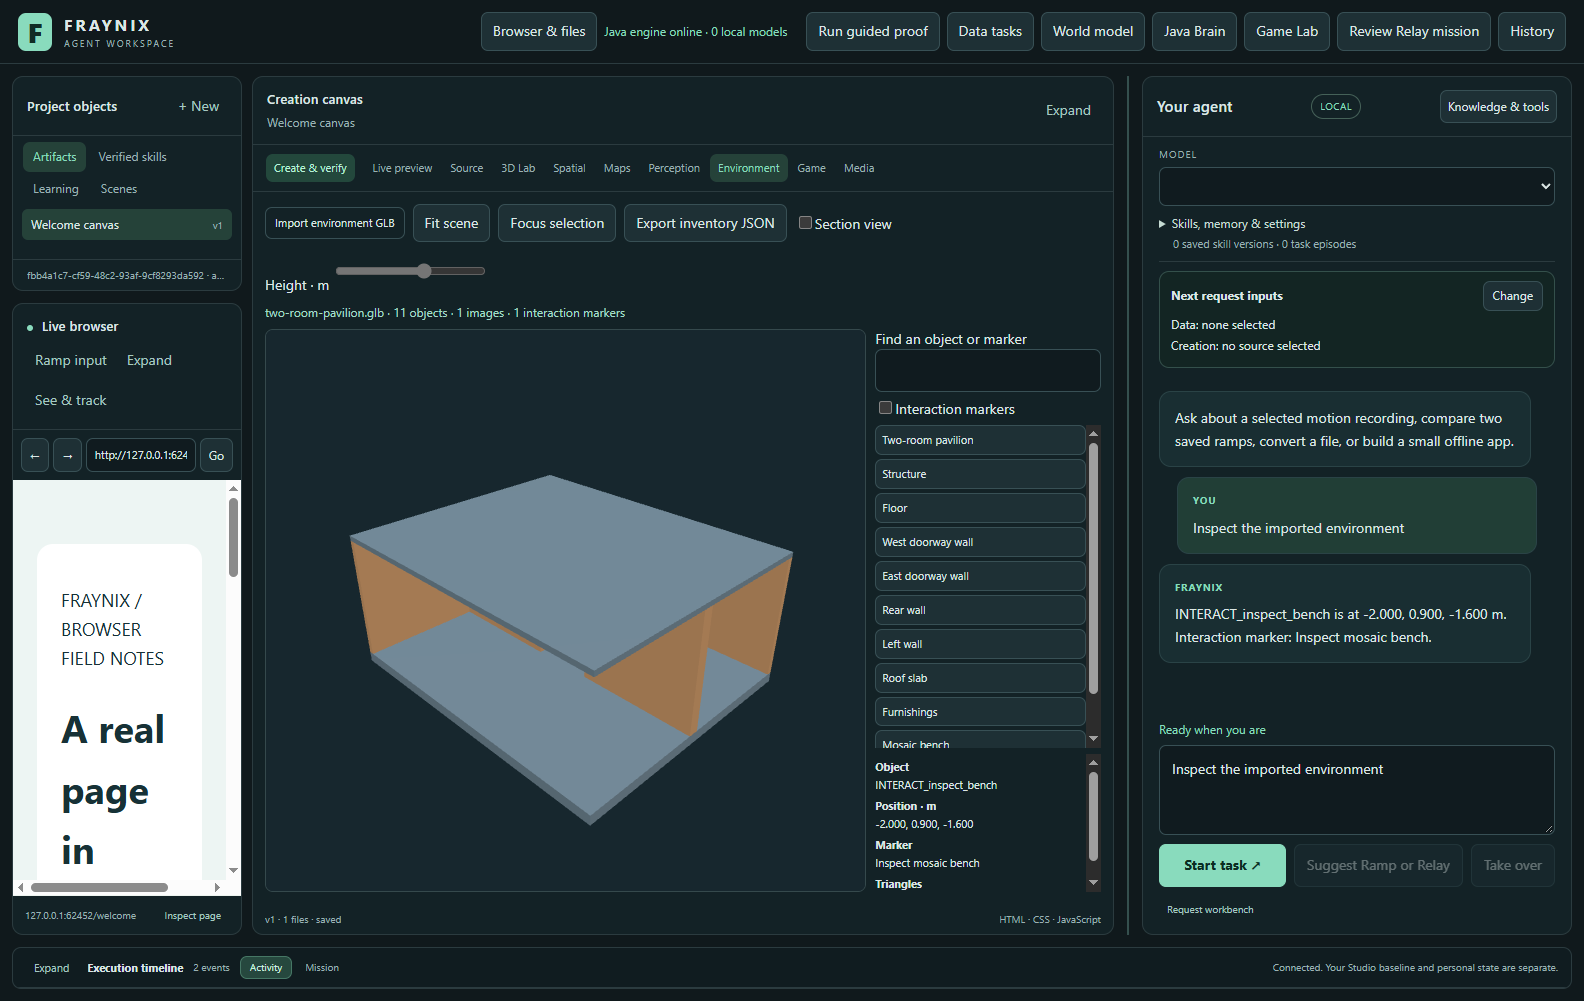 F
FRAYNIX
AGENT WORKSPACE
Browser & files
Java engine online · 0 local models
Run guided proof
Data tasks
World model
Java Brain
Game Lab
Review Relay mission
History
Project objects
+ New
Artifacts
Verified skills
Learning
Scenes
Welcome canvas
v1
fbb4a1c7-cf59-48c2-93af-9cf8293da592 · a...
Live browser
Ramp input
Expand
See & track
←
→
http://127.0.0.1:624
Go
FRAYNIX /
BROWSER
FIELD NOTES
A real
page
in
127.0.0.1:62452/welcome
Inspect page
Creation canvas
Welcome canvas
Expand
Create & verify
Live preview
Source
3D Lab
Spatial
Maps
Perception
Environment
Game
Media
Import environment GLB
Fit scene
Focus selection
Export inventory JSON
Section view
Height · m
two-room-pavilion.glb · 11 objects · 1 images · 1 interaction markers
Find an object or marker
Interaction markers
Two-room pavilion
Structure
Floor
West doorway wall
East doorway wall
Rear wall
Left wall
Roof slab
Furnishings
Mosaic bench
Object
INTERACT_inspect_bench
Position · m
-2.000, 0.900, -1.600
Marker
Inspect mosaic bench
Triangles
v1 · 1 files · saved
HTML · CSS · JavaScript
Your agent
LOCAL
Knowledge & tools
MODEL
Skills, memory & settings
0 saved skill versions · 0 task episodes
Next request inputs
Change
Data: none selected
Creation: no source selected
Ask about a selected motion recording, compare two
saved ramps, convert a file, or build a small offline app.
YOU
Inspect the imported environment
FRAYNIX
INTERACT_inspect_bench is at -2.000, 0.900, -1.600 m.
Interaction marker: Inspect mosaic bench.
Ready when you are
Inspect the imported environment
Start task ↗
Suggest Ramp or Relay
Take over
Request workbench
Expand
Execution timeline
2 events
Activity
Mission
Connected. Your Studio baseline and personal state are separate.